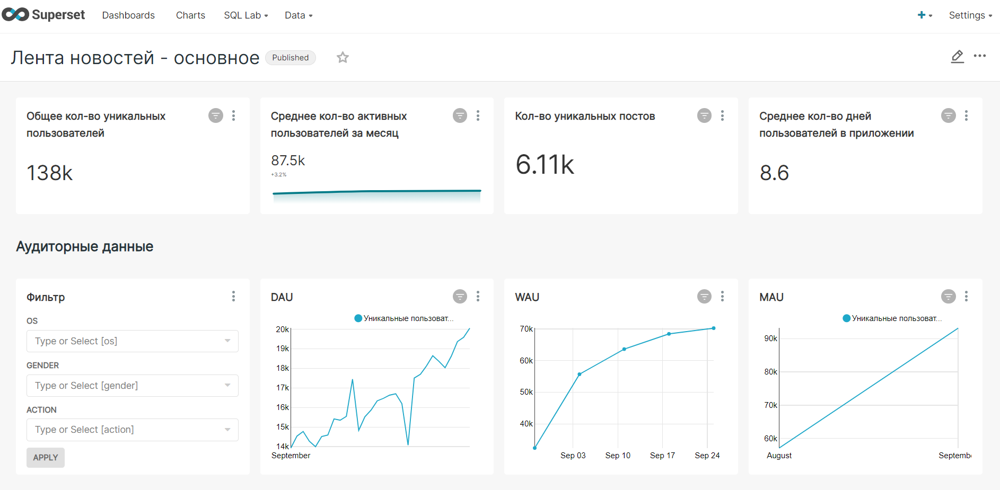 Superset Dashboards Charts SQL Lab Data + Settings
Лента новостей - основное Published
Общее кол-во уникальных
пользователей
138k
Среднее кол-во активных
пользователей за месяц
87.5k
+3.2%
Кол-во уникальных постов
6.11k
Среднее кол-во дней
пользователей в приложении
8.6
Аудиторные данные
Фильтр
OS
Type or Select [os]
GENDER
Type or Select [gender]
ACTION
Type or Select [action]
APPLY
DAU
Уникальные пользоват...
20k
19k
18k
17k
16k
15k
14k
September
WAU
70k
60k
50k
40k
Sep 03 Sep 10 Sep 17 Sep 24
MAU
Уникальные пользоват...
90k
80k
70k
60k
August Septembe